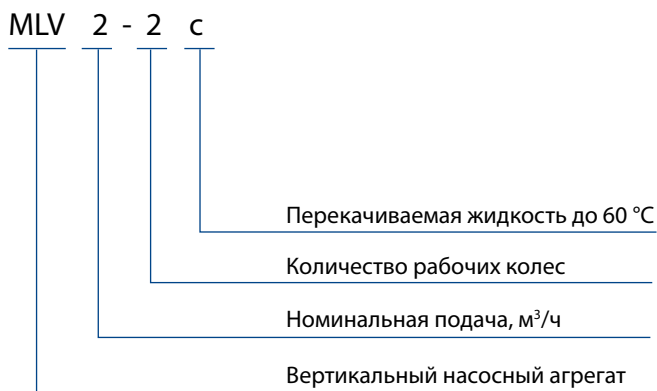 MLV 2 - 2 с
Перекачиваемая жидкость до 60 °С
Количество рабочих колес
Номинальная подача, м³/ч
Вертикальный насосный агрегат